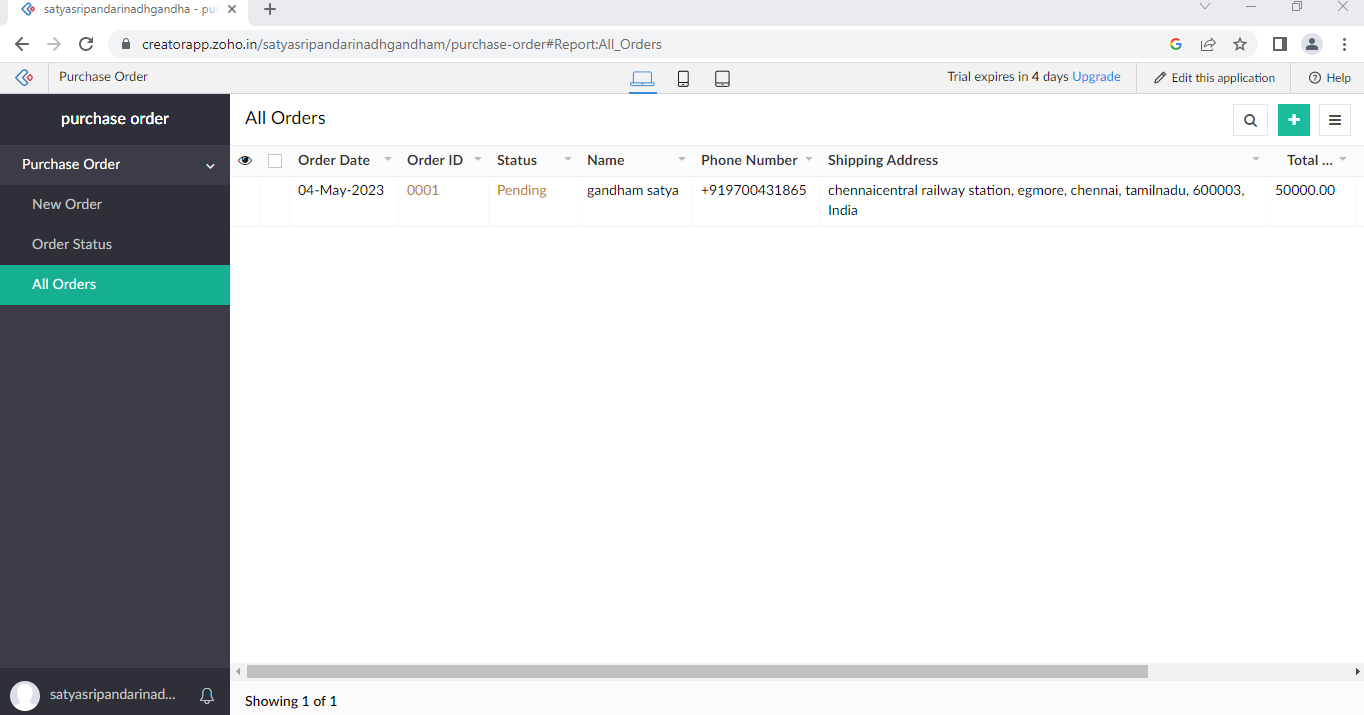 satyasripandarinadhgandha - pur
creatorapp.zoho.in/satyasripandarinadhgandham/purchase-order#Report:All_Orders
Purchase Order
Trial expires in 4 days Upgrade
Edit this application
Help
purchase order
Purchase Order
New Order
Order Status
All Orders
satyasripandarinad...
All Orders
Order Date Order ID Status Name Phone Number Shipping Address Total ...
04-May-2023 0001 Pending gandham satya +919700431865 chennaicentral railway station, egmore, chennai, tamilnadu, 600003, 50000.00
India
Showing 1 of 1